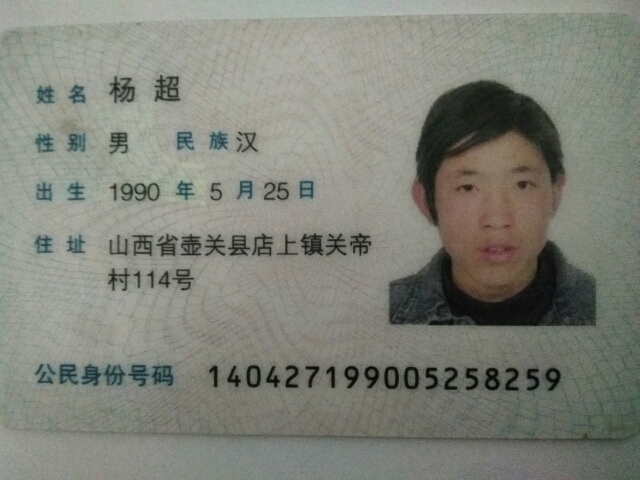 姓名 杨超
性别 男 民族 汉
出生 1990 年 5 月 25 日
住址 山西省壶关县店上镇关帝
村114号
公民身份号码 140427199005258259